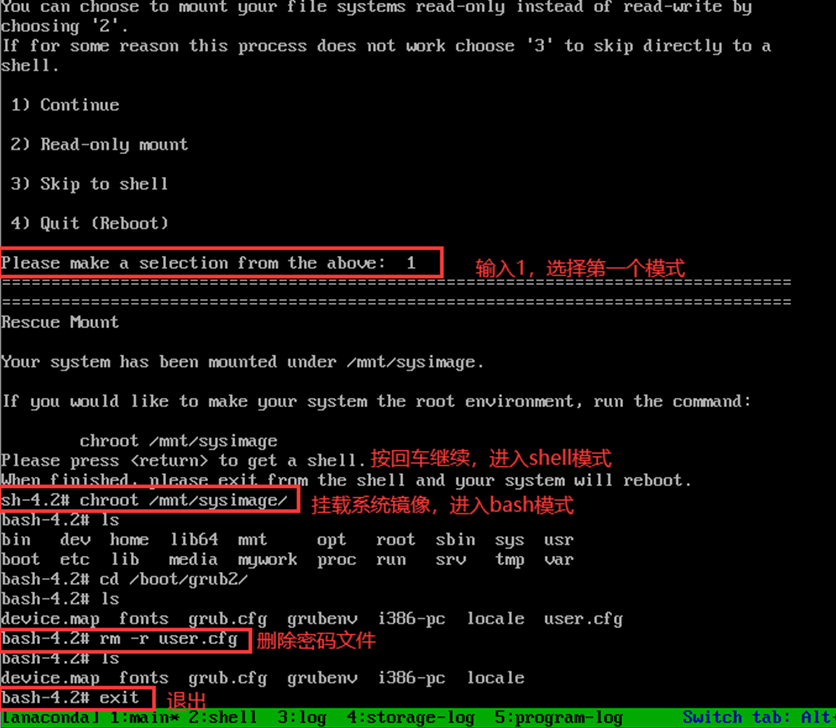 You can choose to mount your file systems read-only instead of read-write by
choosing '2'.
If for some reason this process does not work choose '3' to skip directly to a
shell.
1) Continue
2) Read-only mount
3) Skip to shell
4) Quit (Reboot)
Please make a selection from the above:  1
输入1，选择第一个模式
================================================================================
================================================================================
Rescue Mount
Your system has been mounted under /mnt/sysimage.
If you would like to make your system the root environment, run the command:
chroot /mnt/sysimage
Please press <return> to get a shell. 按回车继续，进入shell模式
When finished, please exit from the shell and your system will reboot.
sh-4.2# chroot /mnt/sysimage/ 挂载系统镜像，进入bash模式
bash-4.2# ls
bin   dev  home  lib64  mnt     opt   root  sbin  sys  usr
boot  etc  lib   media  mywork  proc  run   srv   tmp  var
bash-4.2# cd /boot/grub2/
bash-4.2# ls
device.map  fonts  grub.cfg  grubenv  i386-pc  locale  user.cfg
bash-4.2# rm -r user.cfg 删除密码文件
bash-4.2# ls
device.map  fonts  grub.cfg  grubenv  i386-pc  locale
bash-4.2# exit 退出
[anaconda] 1:main* 2:shell  3:log  4:storage-log  5:program-log      Switch tab: Alt